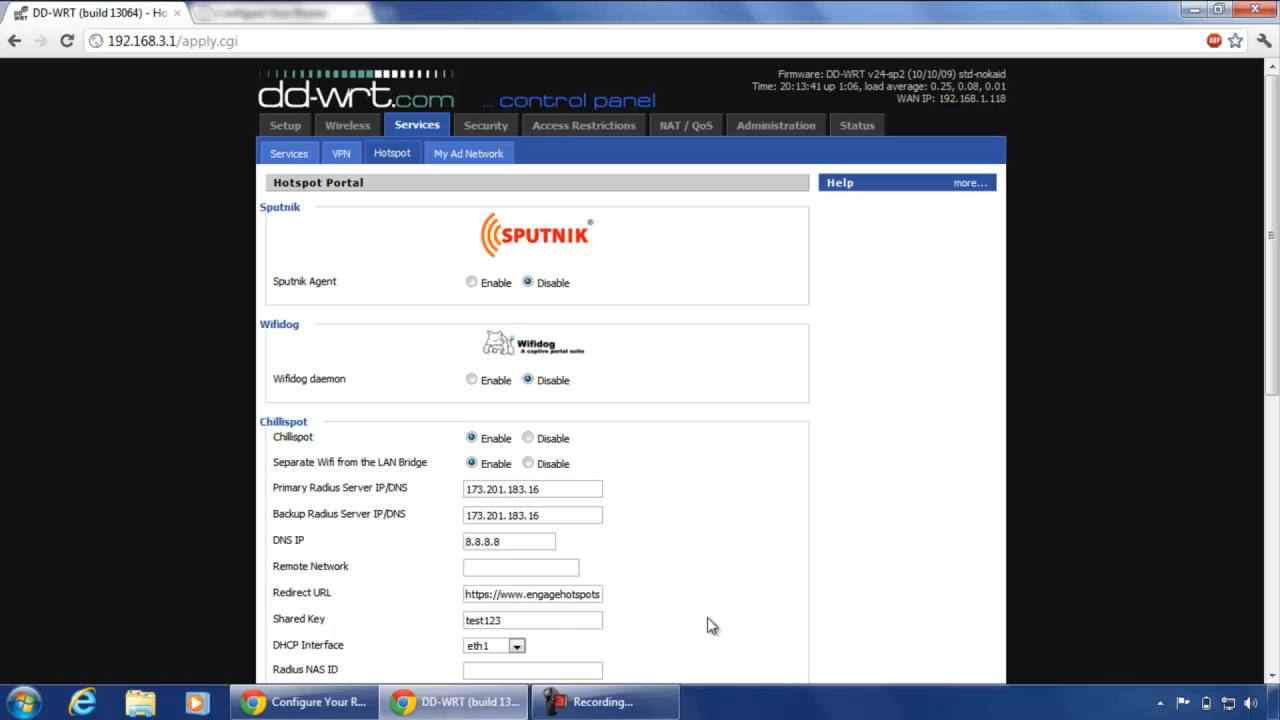 DD-WRT (build 13064) - Ho
Configure Your Router
192.168.3.1/apply.cgi
ABP
Firmware: DD-WRT v24-sp2 (10/10/09) std-nokaid
Time: 20:13:41 up 1:06, load average: 0.25, 0.08, 0.01
WAN IP: 192.168.1.118
dd-wrt.com ... control panel
Setup Wireless Services Security Access Restrictions NAT / QoS Administration Status
Services VPN Hotspot My Ad Network
Hotspot Portal
Help more...
Sputnik
SPUTNIK®
Sputnik Agent Enable Disable
Wifidog
Wifidog
A captive portal suite
Wifidog daemon Enable Disable
Chillispot
Chillispot Enable Disable
Separate Wifi from the LAN Bridge Enable Disable
Primary Radius Server IP/DNS 173.201.183.16
Backup Radius Server IP/DNS 173.201.183.16
DNS IP 8.8.8.8
Remote Network
Redirect URL https://www.engagehotspots
Shared Key test123
DHCP Interface eth1
Radius NAS ID
Configure Your R... DD-WRT (build 13... Recording...